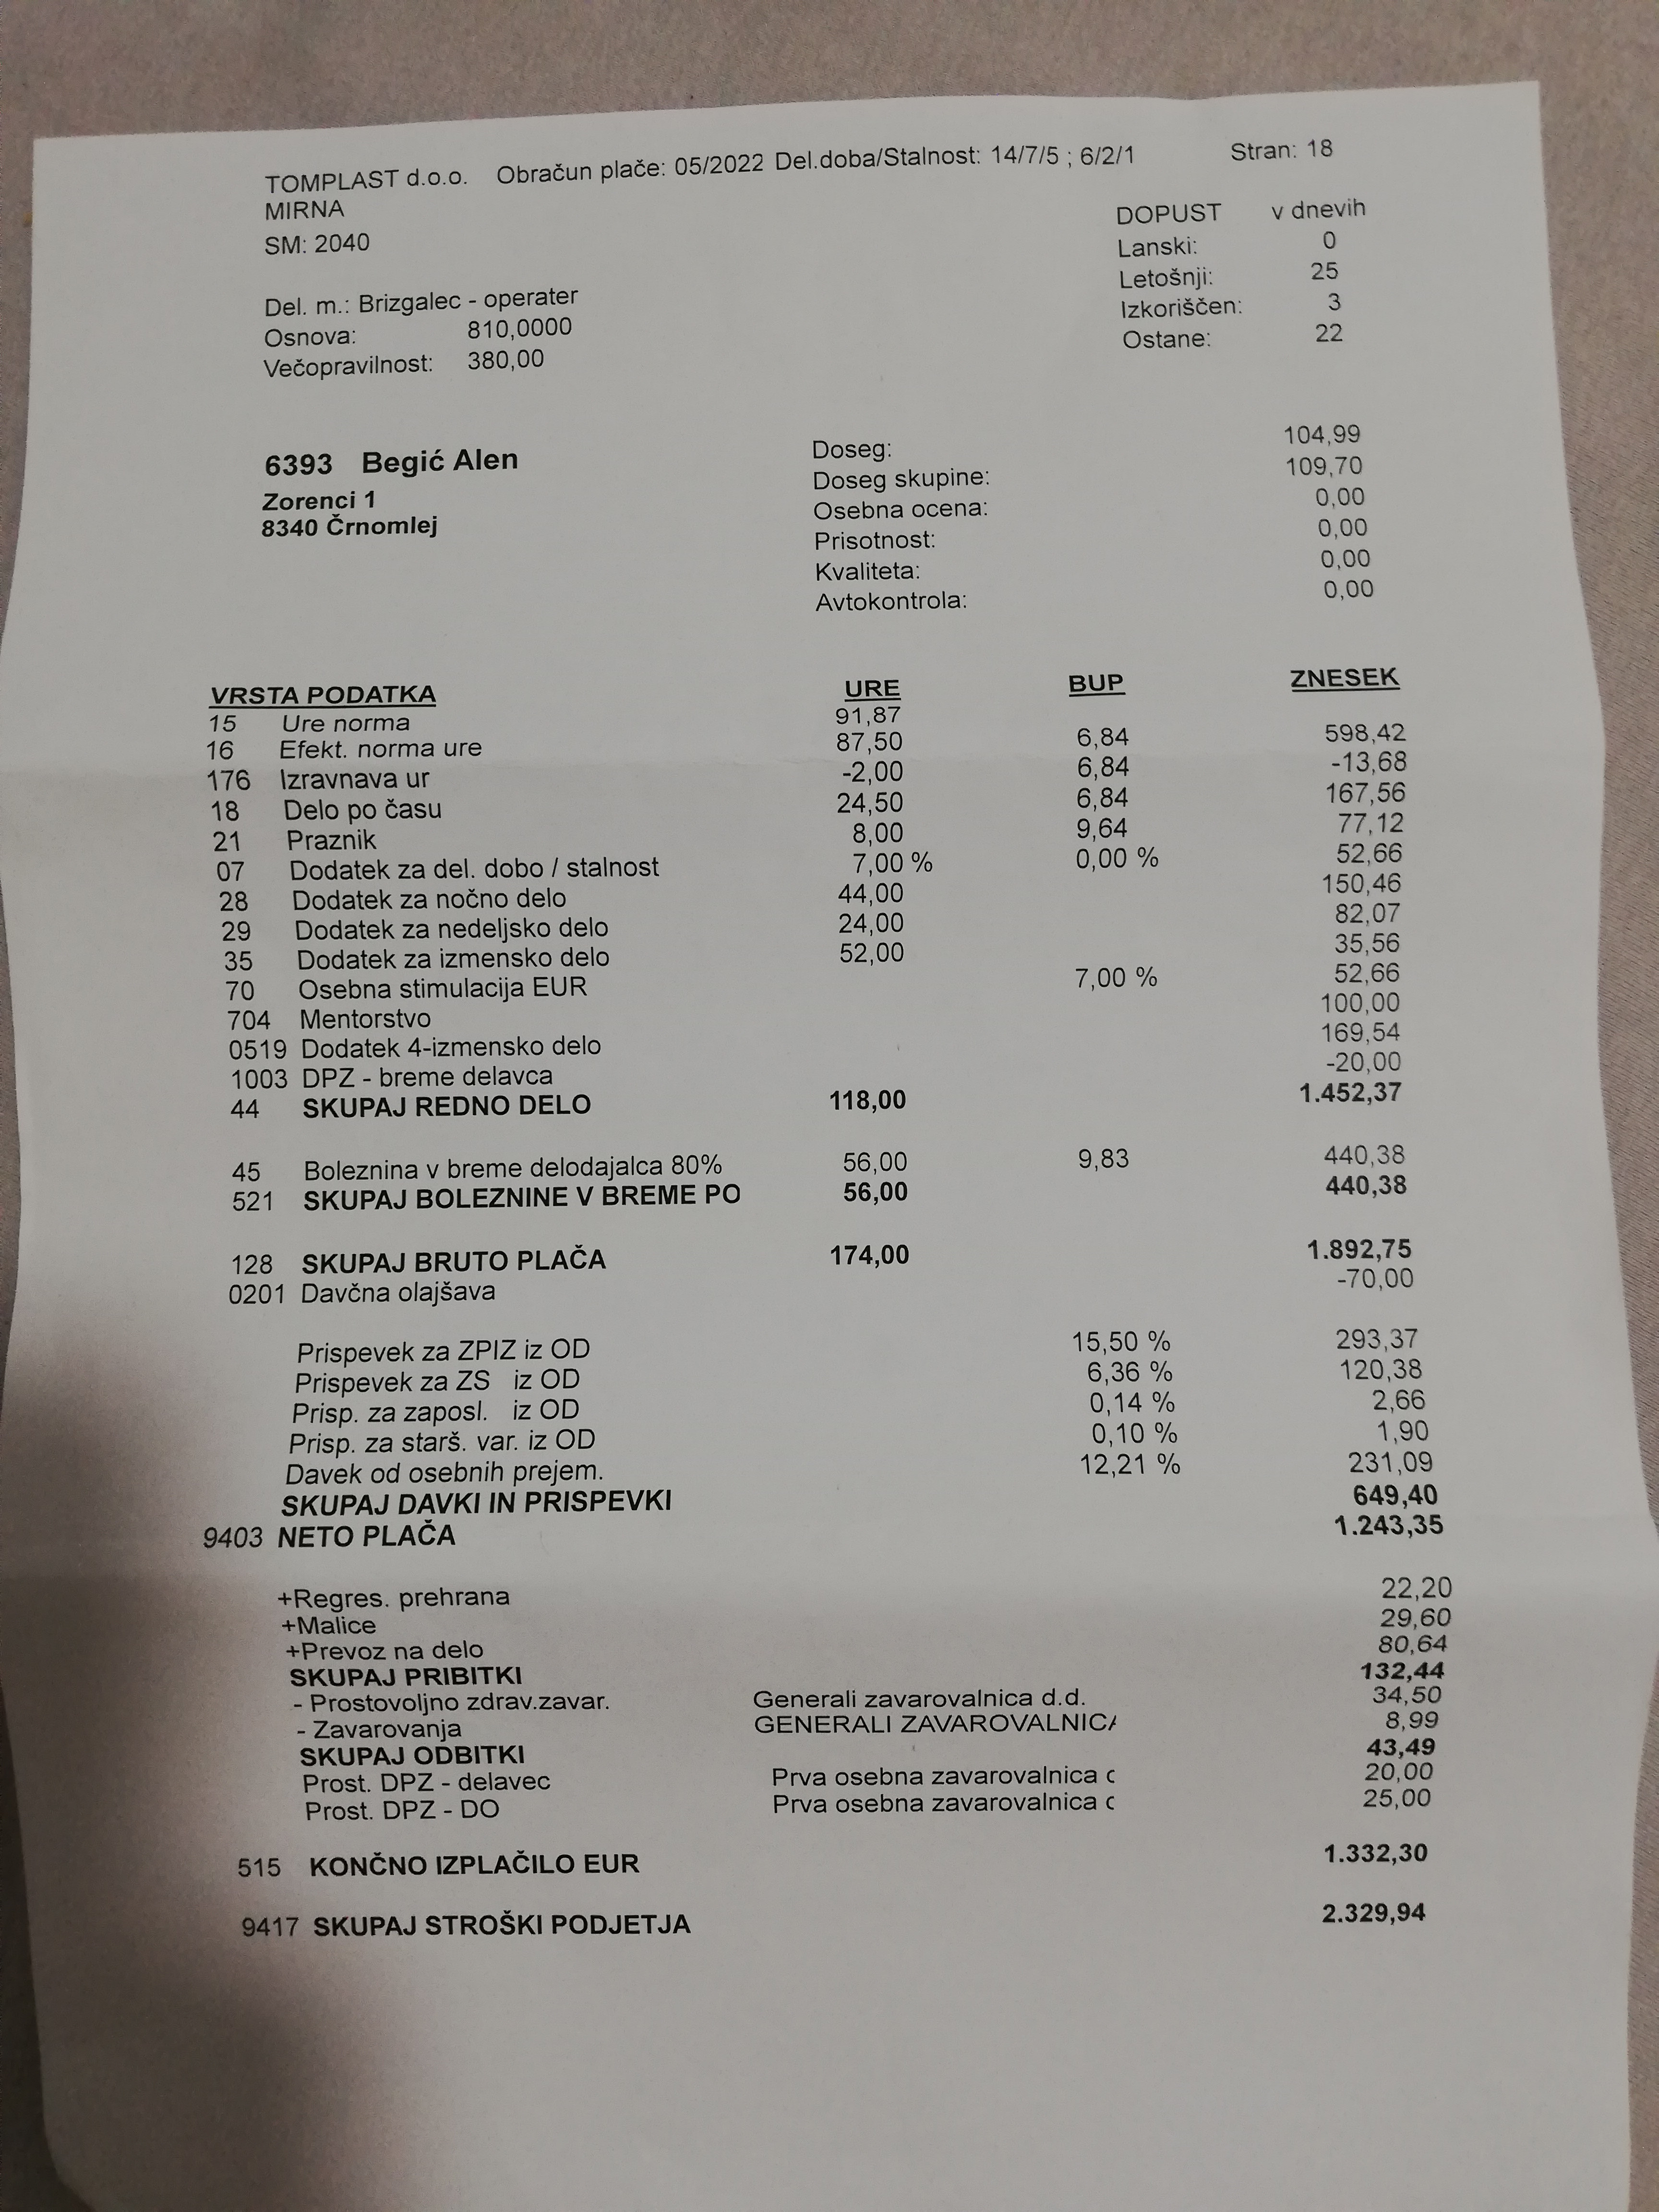 TOMPLAST d.o.o. Obračun plače: 05/2022 Del.doba/Stalnost: 14/7/5 ; 6/2/1 Stran: 18
MIRNA
SM: 2040
DOPUST v dnevih
Lanski: 0
Letošnji: 25
Izkoriščen: 3
Ostane: 22
Del. m.: Brizgalec - operater
Osnova: 810,0000
Večopravilnost: 380,00
6393 Begić Alen
Zorenci 1
8340 Črnomlej
Doseg: 104,99
Doseg skupine: 109,70
Osebna ocena: 0,00
Prisotnost: 0,00
Kvaliteta: 0,00
Avtokontrola: 0,00
VRSTA PODATKA URE BUP ZNESEK
15 Ure norma 91,87
16 Efekt. norma ure 87,50 6,84 598,42
176 Izravnava ur -2,00 6,84 -13,68
18 Delo po času 24,50 6,84 167,56
21 Praznik 8,00 9,64 77,12
07 Dodatek za del. dobo / stalnost 7,00 % 0,00 % 52,66
28 Dodatek za nočno delo 44,00 150,46
29 Dodatek za nedeljsko delo 24,00 82,07
35 Dodatek za izmensko delo 52,00 35,56
70 Osebna stimulacija EUR 7,00 % 52,66
704 Mentorstvo 100,00
0519 Dodatek 4-izmensko delo 169,54
1003 DPZ - breme delavca -20,00
44 SKUPAJ REDNO DELO 118,00 1.452,37
45 Boleznina v breme delodajalca 80% 56,00 9,83 440,38
521 SKUPAJ BOLEZNINE V BREME PO 56,00 440,38
128 SKUPAJ BRUTO PLAČA 174,00 1.892,75
0201 Davčna olajšava -70,00
Prispevek za ZPIZ iz OD 15,50 % 293,37
Prispevek za ZS iz OD 6,36 % 120,38
Prisp. za zaposl. iz OD 0,14 % 2,66
Prisp. za starš. var. iz OD 0,10 % 1,90
Davek od osebnih prejem. 12,21 % 231,09
SKUPAJ DAVKI IN PRISPEVKI 649,40
9403 NETO PLAČA 1.243,35
+Regres. prehrana 22,20
+Malice 29,60
+Prevoz na delo 80,64
SKUPAJ PRIBITKI 132,44
- Prostovoljno zdrav.zavar. Generali zavarovalnica d.d. 34,50
- Zavarovanja GENERALI ZAVAROVALNICA 8,99
SKUPAJ ODBITKI 43,49
Prost. DPZ - delavec Prva osebna zavarovalnica 20,00
Prost. DPZ - DO Prva osebna zavarovalnica 25,00
515 KONČNO IZPLAČILO EUR 1.332,30
9417 SKUPAJ STROŠKI PODJETJA 2.329,94